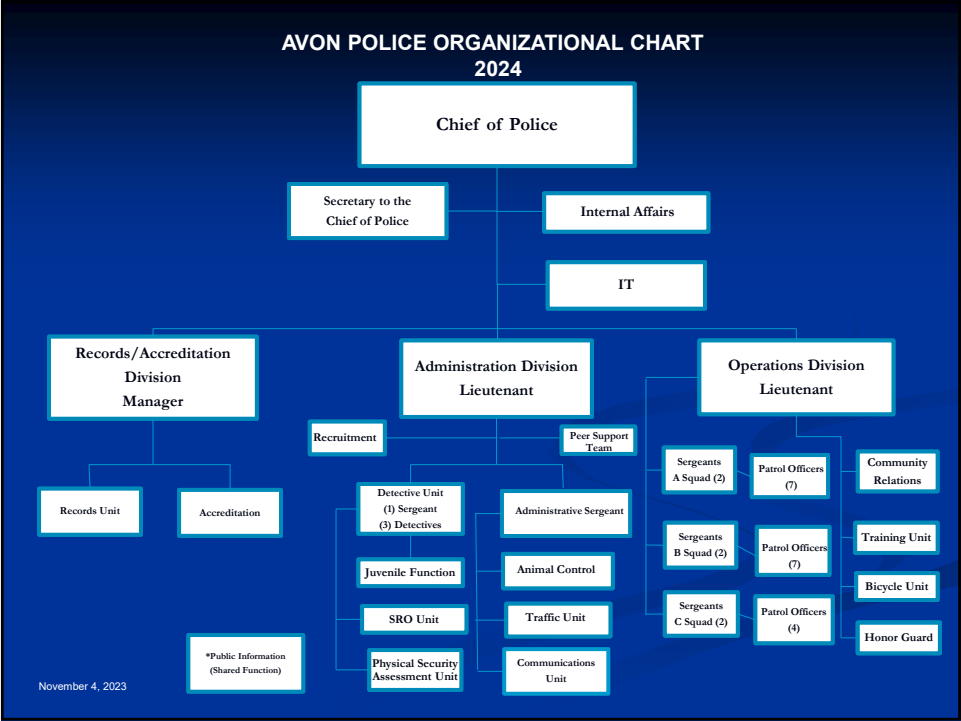 AVON POLICE ORGANIZATIONAL CHART
2024
Chief of Police
Secretary to the
Chief of Police
Internal Affairs
IT
Records/Accreditation
Division
Manager
Administration Division
Lieutenant
Operations Division
Lieutenant
Recruitment
Peer Support
Team
Records Unit
Accreditation
Detective Unit
(1) Sergeant
(3) Detectives
Administrative Sergeant
Juvenile Function
Animal Control
SRO Unit
Traffic Unit
Physical Security
Assessment Unit
Communications
Unit
Sergeants
A Squad (2)
Patrol Officers
(7)
Sergeants
B Squad (2)
Patrol Officers
(7)
Sergeants
C Squad (2)
Patrol Officers
(4)
Community
Relations
Training Unit
Bicycle Unit
Honor Guard
*Public Information
(Shared Function)
November 4, 2023